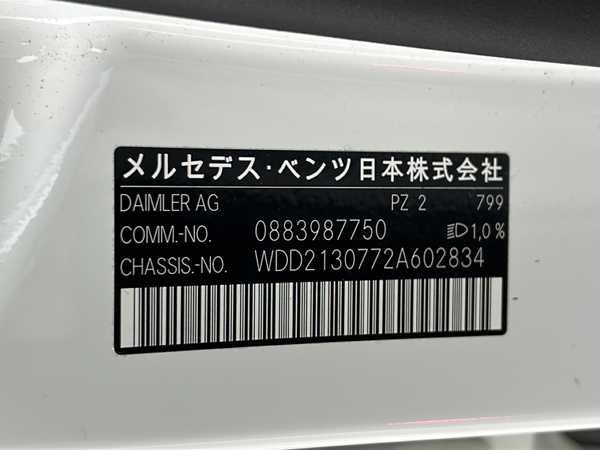 メルセデス・ベンツ日本株式会社
DAIMLER AG PZ 2 799
COMM.-NO. 0883987750 1,0 %
CHASSIS.-NO. WDD2130772A602834